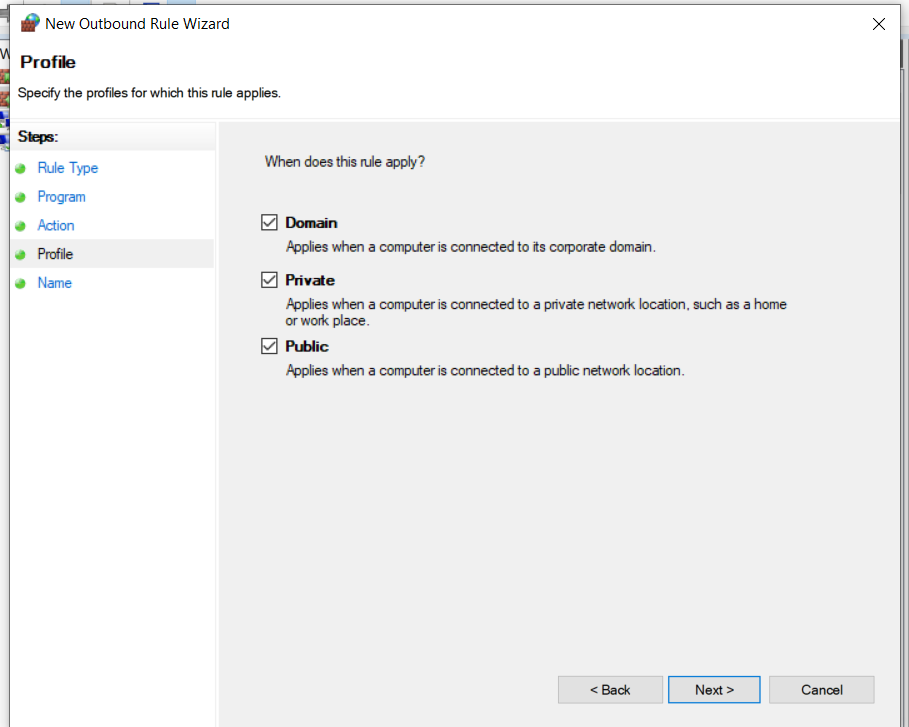 New Outbound Rule Wizard
Profile
Specify the profiles for which this rule applies.
Steps:
Rule Type
Program
Action
Profile
Name
When does this rule apply?
Domain
Applies when a computer is connected to its corporate domain.
Private
Applies when a computer is connected to a private network location, such as a home
or work place.
Public
Applies when a computer is connected to a public network location.
< Back
Next >
Cancel